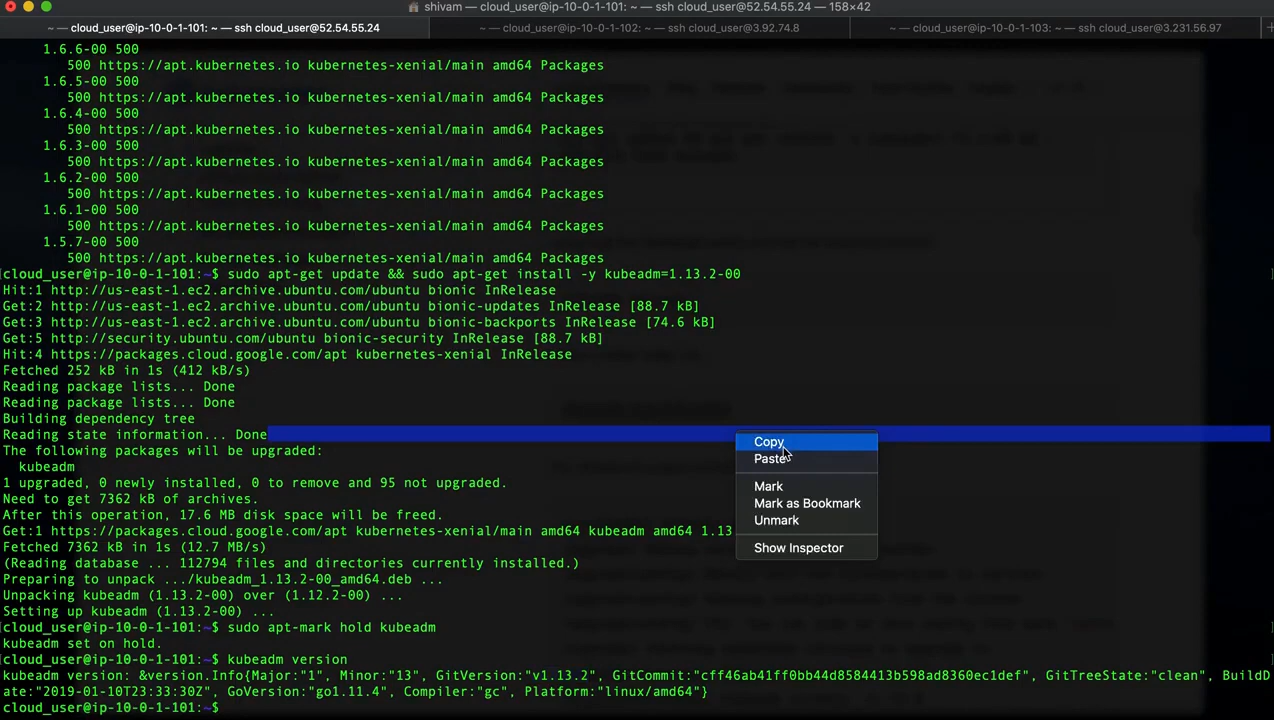 shivam — cloud_user@ip-10-0-1-101: ~ — ssh cloud_user@52.54.55.24 — 158×42
~ — cloud_user@ip-10-0-1-101: ~ — ssh cloud_user@52.54.55.24
~ — cloud_user@ip-10-0-1-102: ~ — ssh cloud_user@3.92.74.8
~ — cloud_user@ip-10-0-1-103: ~ — ssh cloud_user@3.231.56.97
1.6.6-00 500
500 https://apt.kubernetes.io kubernetes-xenial/main amd64 Packages
1.6.5-00 500
500 https://apt.kubernetes.io kubernetes-xenial/main amd64 Packages
1.6.4-00 500
500 https://apt.kubernetes.io kubernetes-xenial/main amd64 Packages
1.6.3-00 500
500 https://apt.kubernetes.io kubernetes-xenial/main amd64 Packages
1.6.2-00 500
500 https://apt.kubernetes.io kubernetes-xenial/main amd64 Packages
1.6.1-00 500
500 https://apt.kubernetes.io kubernetes-xenial/main amd64 Packages
1.5.7-00 500
500 https://apt.kubernetes.io kubernetes-xenial/main amd64 Packages
[cloud_user@ip-10-0-1-101:~$ sudo apt-get update && sudo apt-get install -y kubeadm=1.13.2-00 ]
Hit:1 http://us-east-1.ec2.archive.ubuntu.com/ubuntu bionic InRelease
Get:2 http://us-east-1.ec2.archive.ubuntu.com/ubuntu bionic-updates InRelease [88.7 kB]
Get:3 http://us-east-1.ec2.archive.ubuntu.com/ubuntu bionic-backports InRelease [74.6 kB]
Get:5 http://security.ubuntu.com/ubuntu bionic-security InRelease [88.7 kB]
Hit:4 https://packages.cloud.google.com/apt kubernetes-xenial InRelease
Fetched 252 kB in 1s (412 kB/s)
Reading package lists... Done
Reading package lists... Done
Building dependency tree
Reading state information... Done
The following packages will be upgraded:
kubeadm
1 upgraded, 0 newly installed, 0 to remove and 95 not upgraded.
Need to get 7362 kB of archives.
After this operation, 17.6 MB disk space will be freed.
Get:1 https://packages.cloud.google.com/apt kubernetes-xenial/main amd64 kubeadm amd64 1.13
Fetched 7362 kB in 1s (12.7 MB/s)
(Reading database ... 112794 files and directories currently installed.)
Preparing to unpack .../kubeadm_1.13.2-00_amd64.deb ...
Unpacking kubeadm (1.13.2-00) over (1.12.2-00) ...
Setting up kubeadm (1.13.2-00) ...
[cloud_user@ip-10-0-1-101:~$ sudo apt-mark hold kubeadm ]
kubeadm set on hold.
[cloud_user@ip-10-0-1-101:~$ kubeadm version ]
kubeadm version: &version.Info{Major:"1", Minor:"13", GitVersion:"v1.13.2", GitCommit:"cff46ab41ff0bb44d8584413b598ad8360ec1def", GitTreeState:"clean", BuildD
ate:"2019-01-10T23:33:30Z", GoVersion:"go1.11.4", Compiler:"gc", Platform:"linux/amd64"}
cloud_user@ip-10-0-1-101:~$
Copy
Paste
Mark
Mark as Bookmark
Unmark
Show Inspector